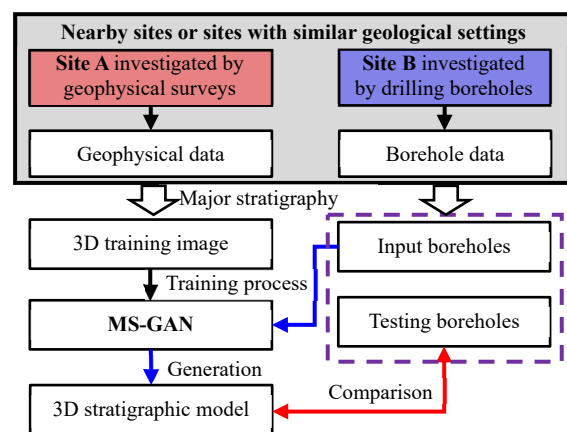 Nearby sites or sites with similar geological settings
Site A investigated by
geophysical surveys
Site B investigated
by drilling boreholes
Geophysical data
Borehole data
Major stratigraphy
3D training image
Input boreholes
Training process
MS-GAN
Testing boreholes
Generation
Comparison
3D stratigraphic model